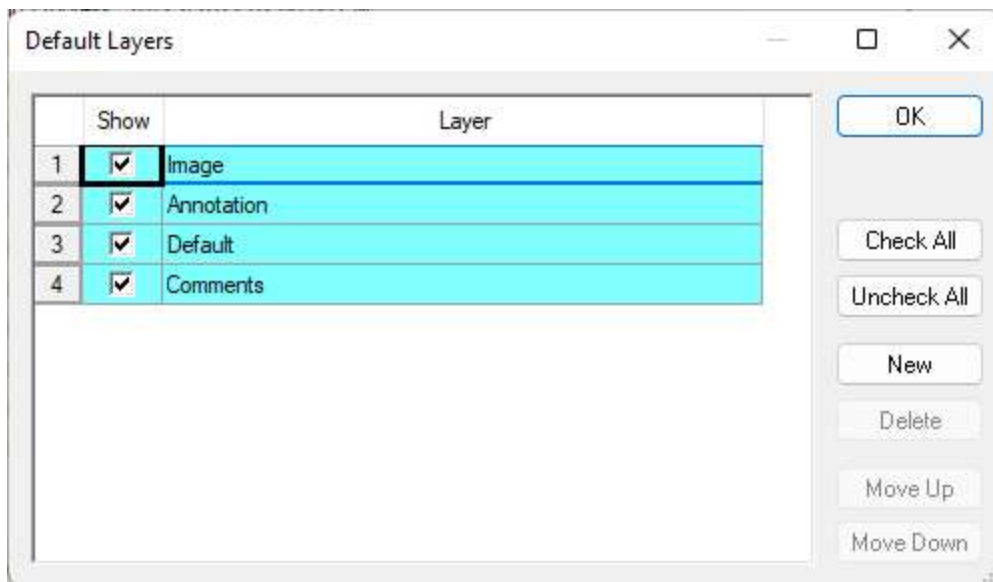 Default Layers
Show Layer OK
1 Image
2 Annotation
3 Default Check All
4 Comments Uncheck All
New
Delete
Move Up
Move Down